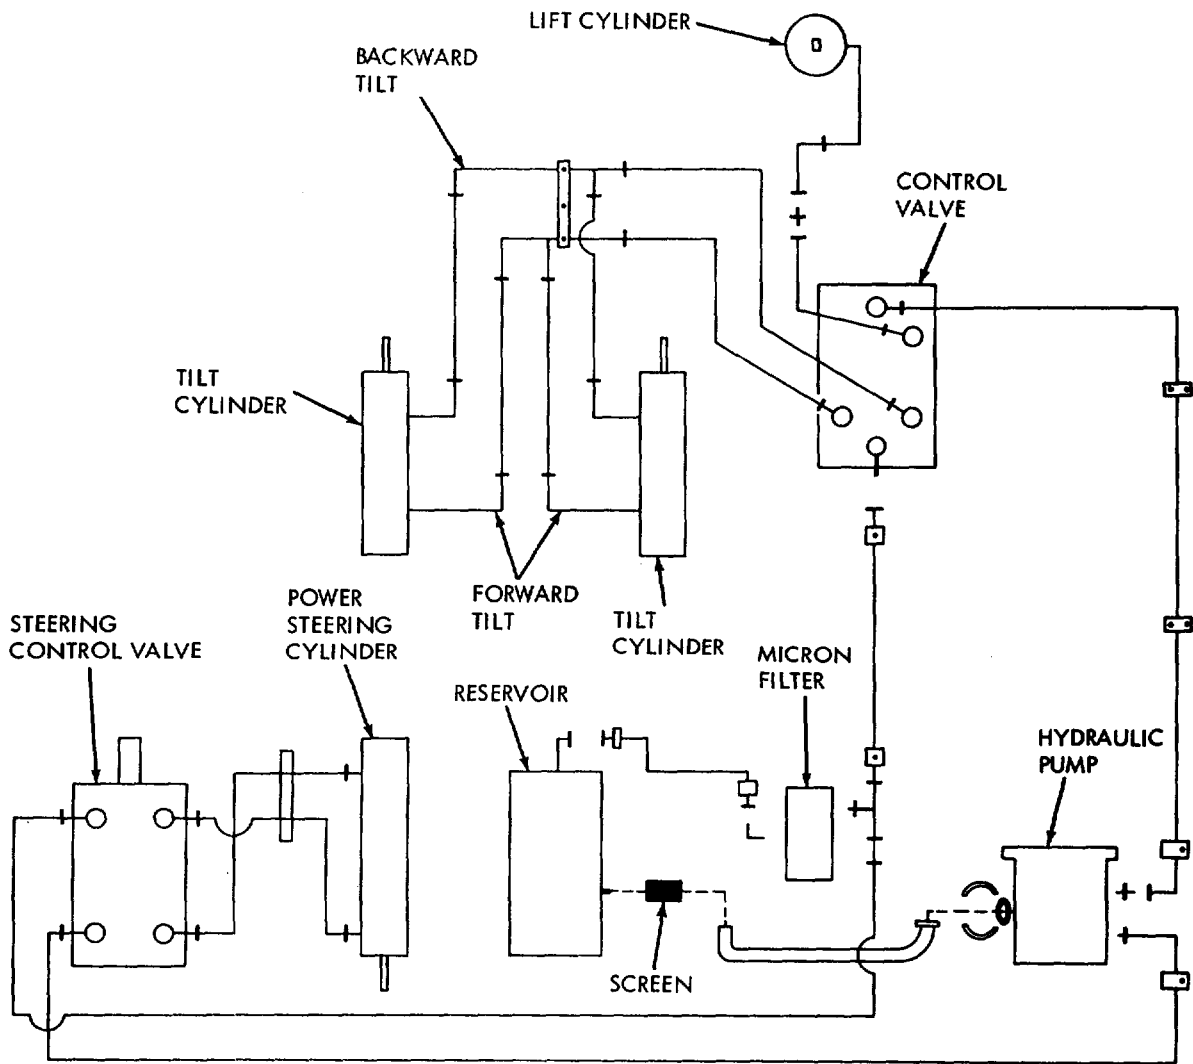 LIFT CYLINDER
BACKWARD
TILT
CONTROL
VALVE
TILT
CYLINDER
FORWARD
TILT
TILT
CYLINDER
POWER
STEERING
CYLINDER
STEERING
CONTROL VALVE
RESERVOIR
MICRON
FILTER
HYDRAULIC
PUMP
SCREEN